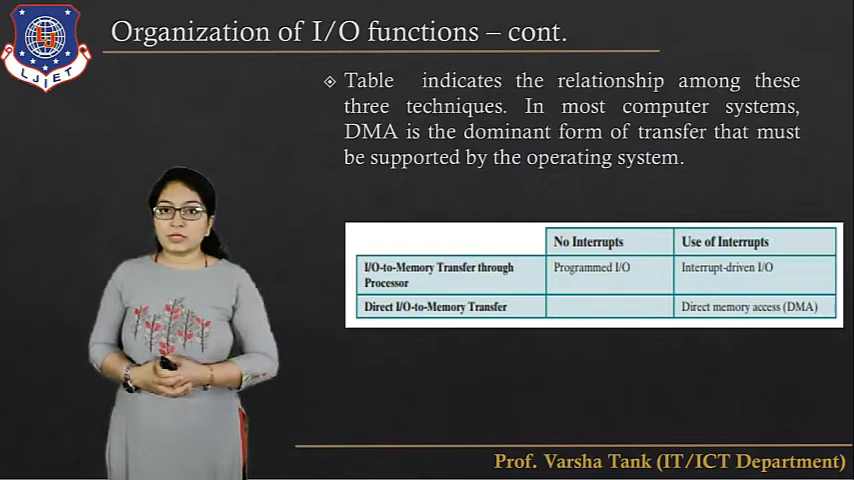 Organization of I/O functions – cont.
LJIET
Table indicates the relationship among these
three techniques. In most computer systems,
DMA is the dominant form of transfer that must
be supported by the operating system.
No Interrupts
Use of Interrupts
I/O-to-Memory Transfer through
Processor
Programmed I/O
Interrupt-driven I/O
Direct I/O-to-Memory Transfer
Direct memory access (DMA)
Prof. Varsha Tank (IT/ICT Department)